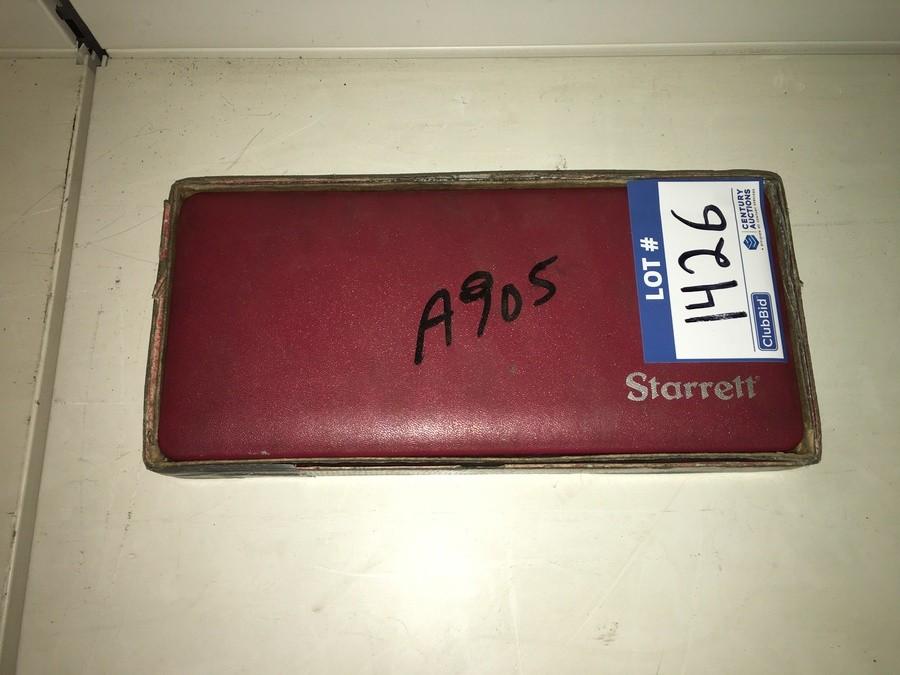 A905
LOT #
1426
CENTURY
AUCTIONS
ClubBid
Starrett